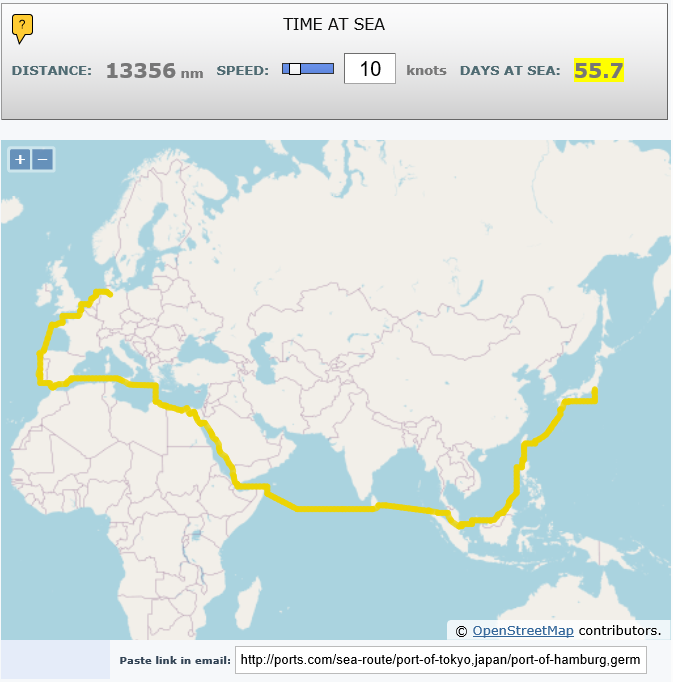 ?
TIME AT SEA
DISTANCE: 13356 nm SPEED: 10 knots DAYS AT SEA: 55.7
+ −
© OpenStreetMap contributors.
Paste link in email: http://ports.com/sea-route/port-of-tokyo,japan/port-of-hamburg,germ